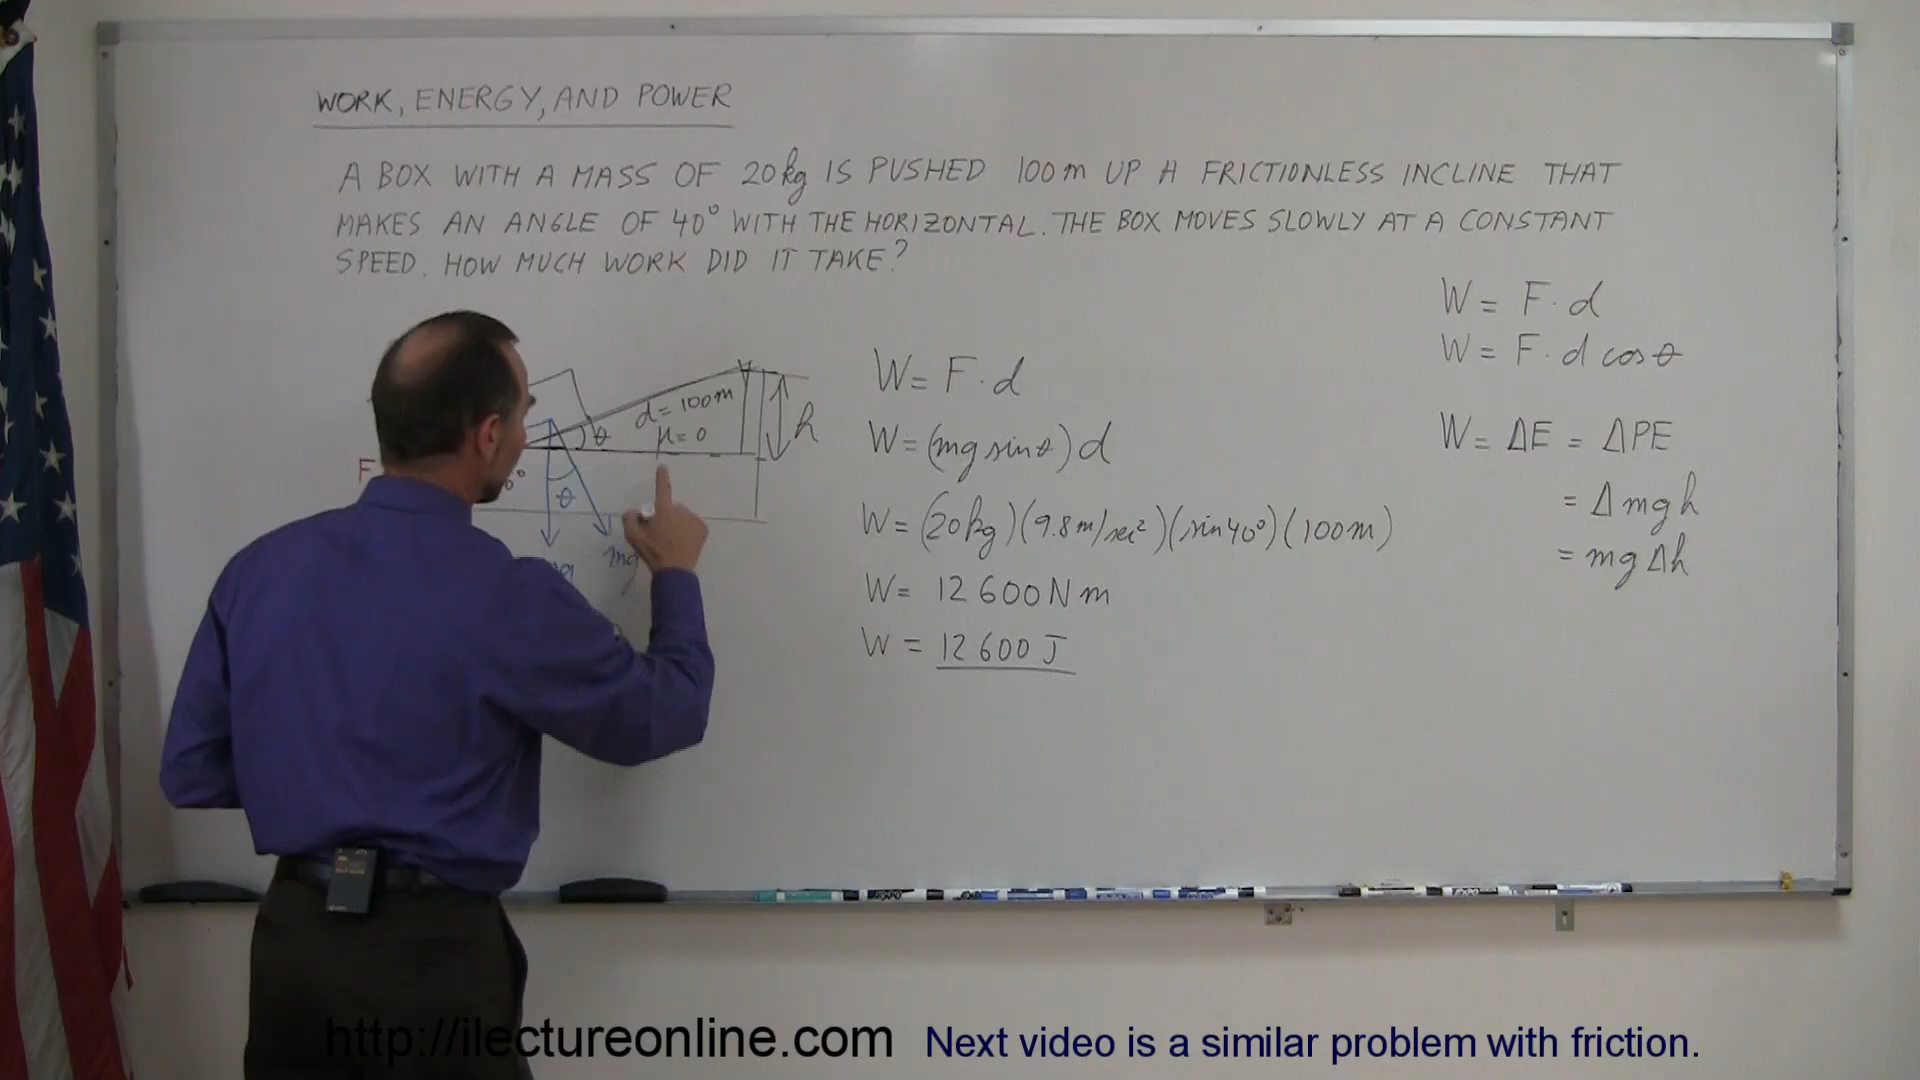 WORK, ENERGY, AND POWER
A BOX WITH A MASS OF 20kg IS PUSHED 100m UP A FRICTIONLESS INCLINE THAT
MAKES AN ANGLE OF 40° WITH THE HORIZONTAL. THE BOX MOVES SLOWLY AT A CONSTANT
SPEED. HOW MUCH WORK DID IT TAKE?
d = 100m
μ = 0
θ
h
F
θ
mg
W = F · d
W = (mg sin θ) d
W = (20kg)(9.8 m/sec²)(sin 40°)(100m)
W = 12 600 N m
W = 12 600 J
W = F · d
W = F · d cos θ
W = ΔE = ΔPE
= Δmgh
= mgΔh
http://ilectureonline.com Next video is a similar problem with friction.